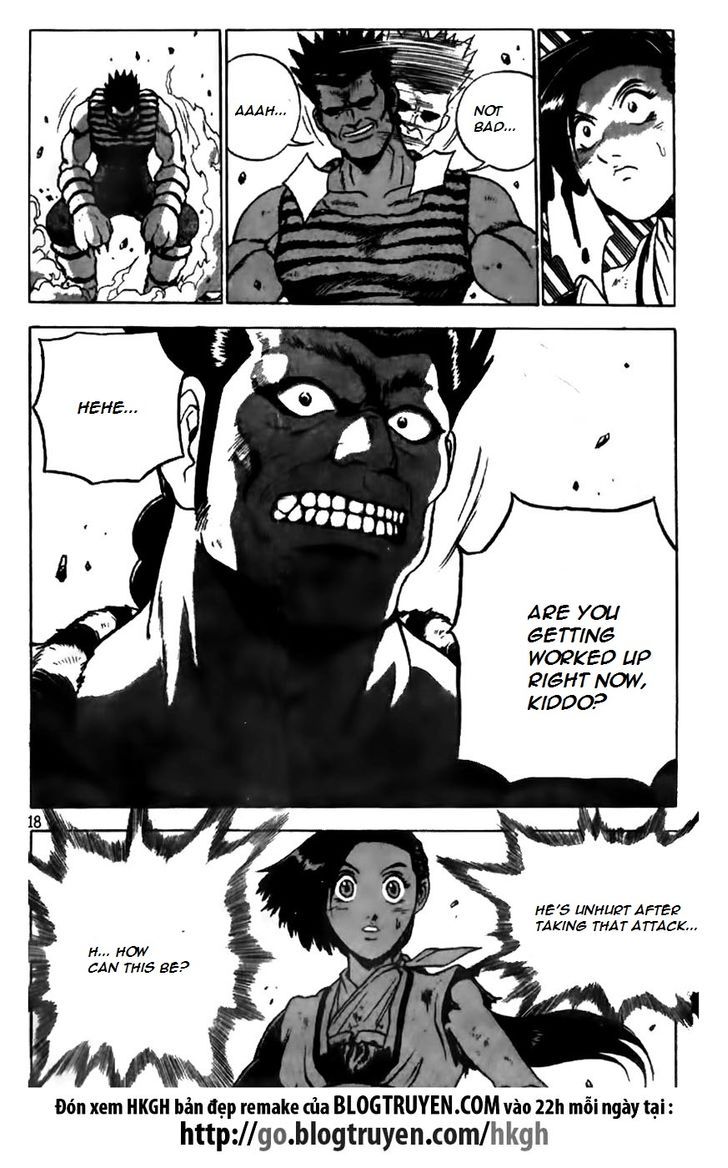 AAAH...
NOT
BAD...
HEHE...
ARE YOU
GETTING
WORKED UP
RIGHT NOW,
KIDDO?
18
H... HOW
CAN THIS BE?
HE'S UNHURT AFTER
TAKING THAT ATTACK...
Đón xem HKGH bản đẹp remake của BLOGTRUYEN.COM vào 22h mỗi ngày tại :
http://go.blogtruyen.com/hkgh